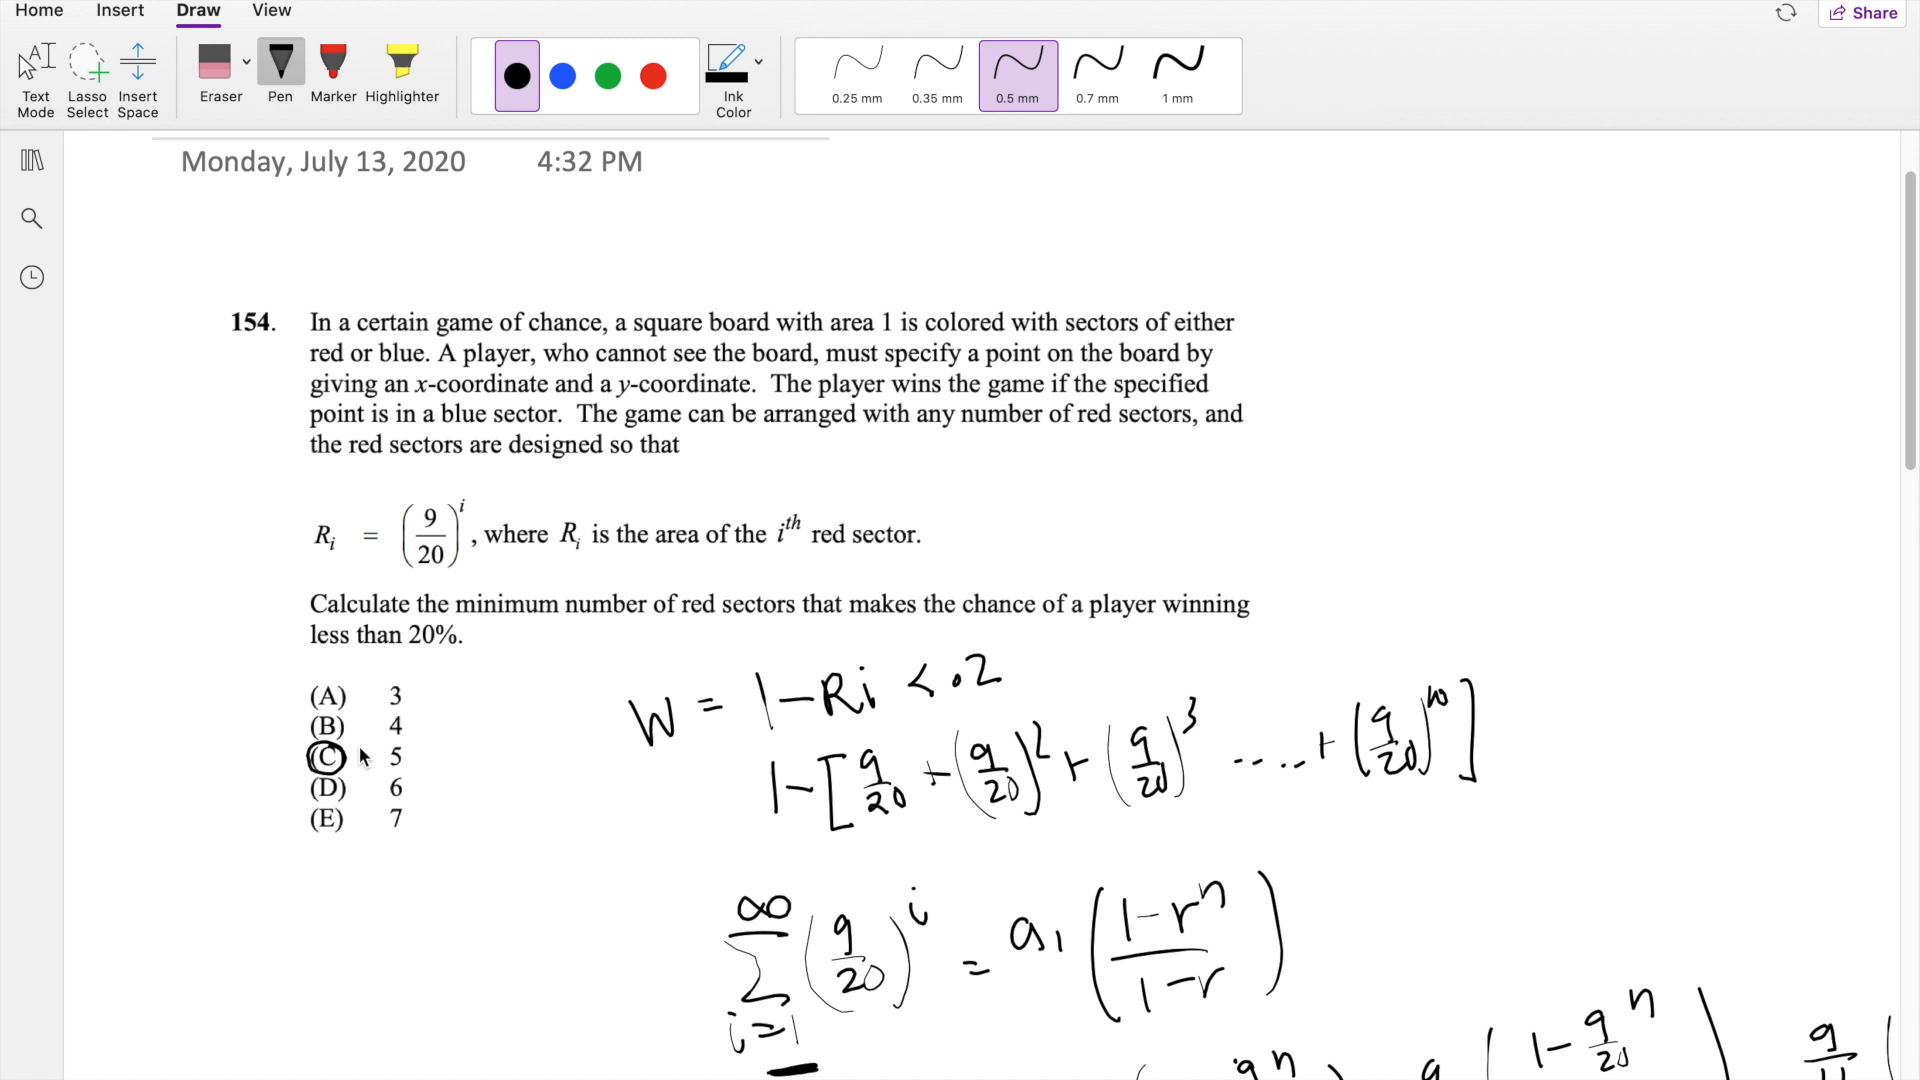 Home Insert Draw View
Share
Text Mode
Lasso Select
Insert Space
Eraser
Pen
Marker
Highlighter
Ink Color
0.25 mm
0.35 mm
0.5 mm
0.7 mm
1 mm
Monday, July 13, 2020 4:32 PM
154. In a certain game of chance, a square board with area 1 is colored with sectors of either
red or blue. A player, who cannot see the board, must specify a point on the board by
giving an x-coordinate and a y-coordinate. The player wins the game if the specified
point is in a blue sector. The game can be arranged with any number of red sectors, and
the red sectors are designed so that
R_i = (9/20)^i, where R_i is the area of the i^th red sector.
Calculate the minimum number of red sectors that makes the chance of a player winning
less than 20%.
(A) 3
(B) 4
(C) 5
(D) 6
(E) 7
W = 1-Ri < .2
1-[9/20 + (9/20)^2 + (9/20)^3 ....+ (9/20)^∞]
∞
∑ (9/20)^i = a_1 ((1-r^n)/(1-r))
i=1
1-9/20^n